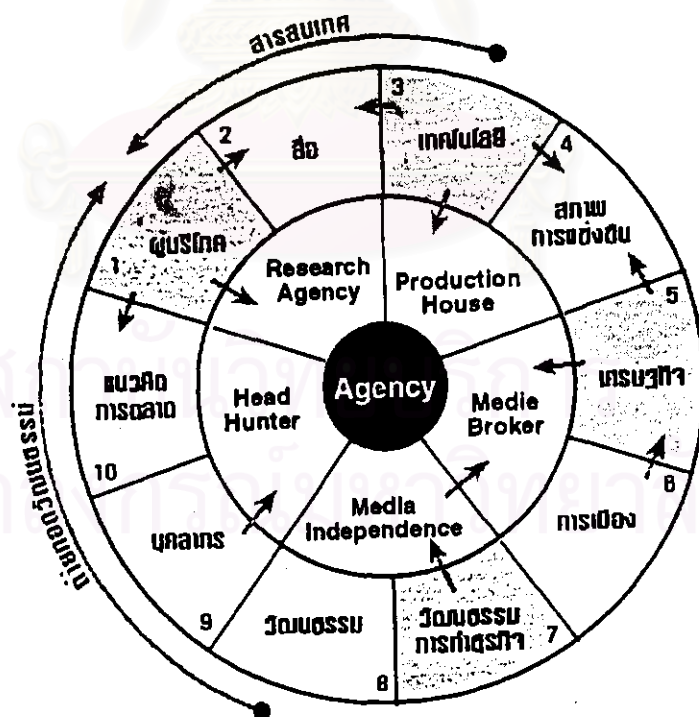 สารสนเทศ
2
สื่อ
3
เทคโนโลยี
4
สภาพ
การแข่งขัน
1
ผู้บริโภค
Research
Agency
Production
House
5
เศรษฐกิจ
แนวคิด
การตลาด
10
Head
Hunter
Agency
Media
Broker
6
การเมือง
Media
Independence
บุคลากร
9
วัฒนธรรม
8
วัฒนธรรม
การทำธุรกิจ
7
ถ่ายทอดวัฒนธรรม